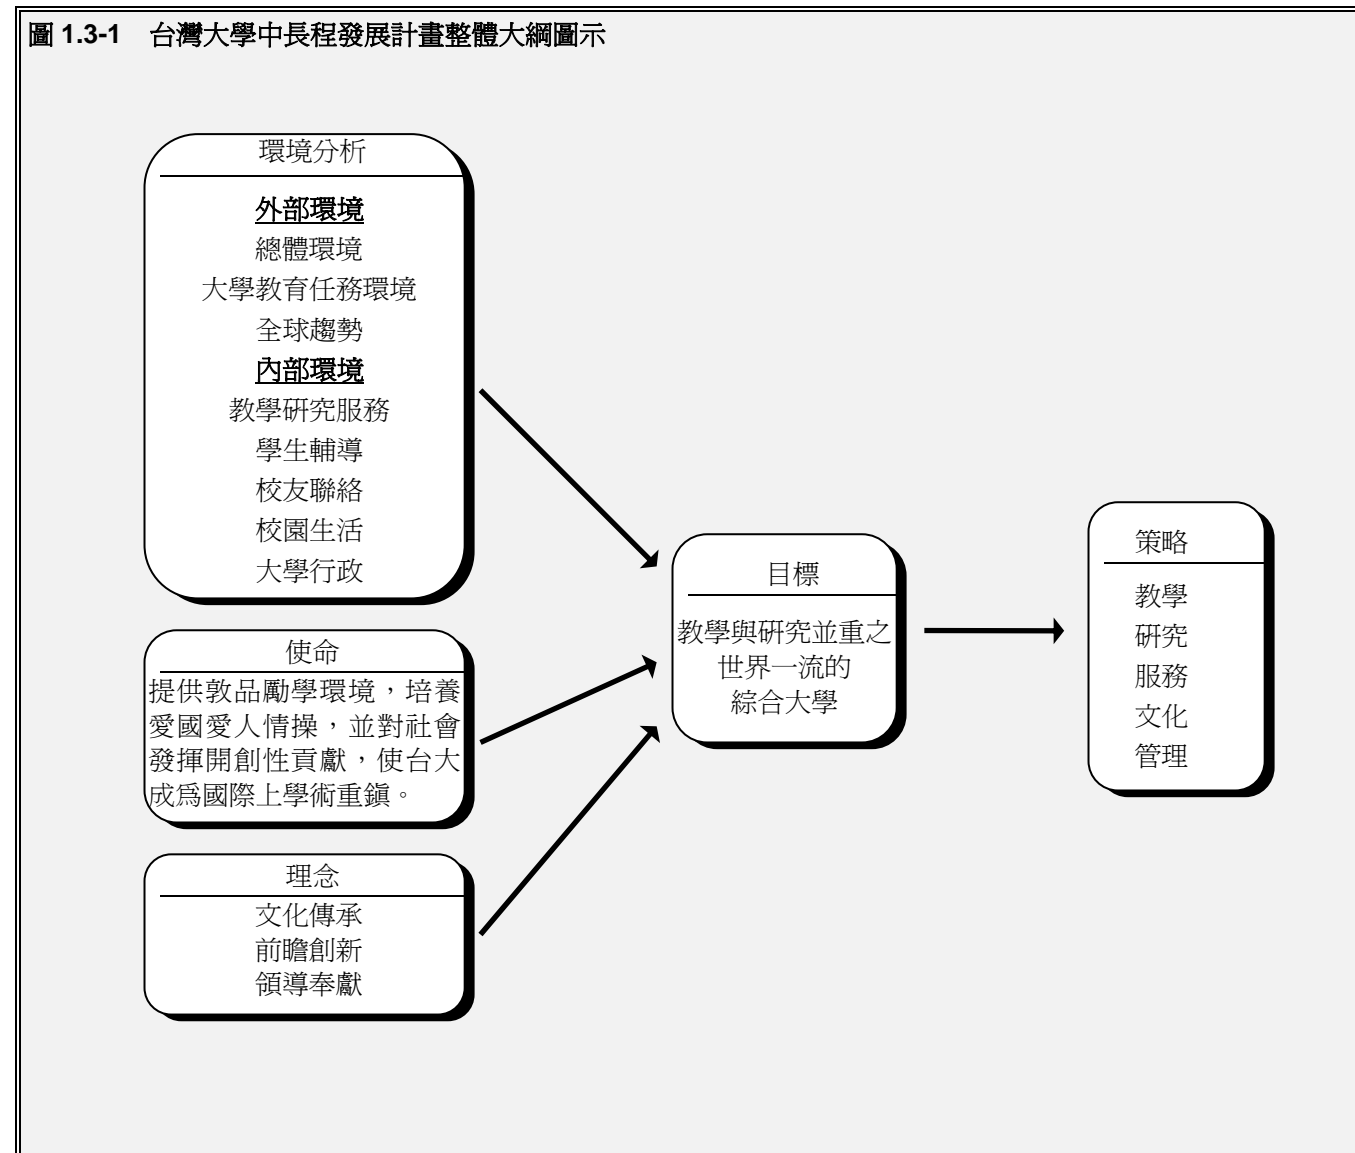 圖 1.3-1 台灣大學中長程發展計畫整體大綱圖示
環境分析
外部環境
總體環境
大學教育任務環境
全球趨勢
內部環境
教學研究服務
學生輔導
校友聯絡
校園生活
大學行政
使命
提供敦品勵學環境，培養
愛國愛人情操，並對社會
發揮開創性貢獻，使台大
成為國際上學術重鎮。
理念
文化傳承
前瞻創新
領導奉獻
目標
教學與研究並重之
世界一流的
綜合大學
策略
教學
研究
服務
文化
管理